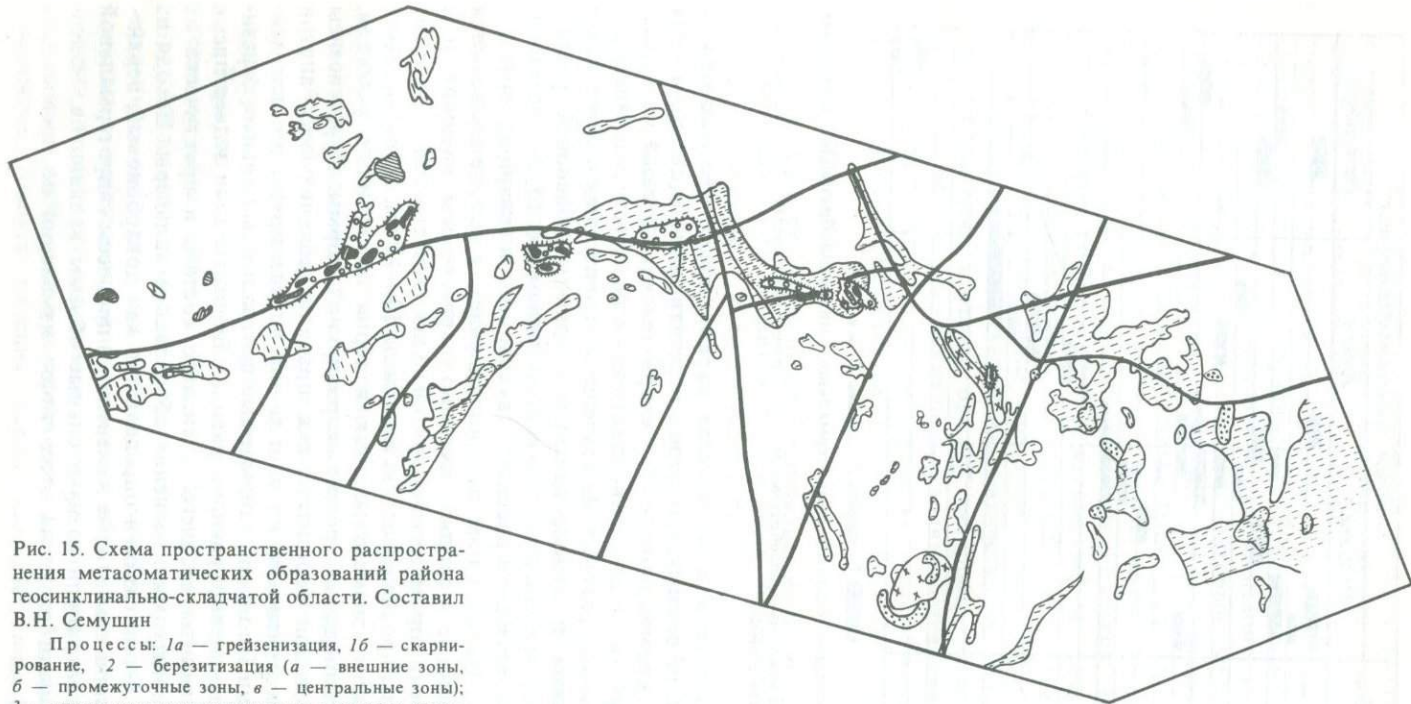 Рис. 15. Схема пространственного распростра-
нения метасоматических образований района
геосинклинально-складчатой области. Составил
В.Н. Семушин
Процессы: 1а — грейзенизация, 1б — скарни-
рование, 2 — березитизация (а — внешние зоны,
б — промежуточные зоны, в — центральные зоны);